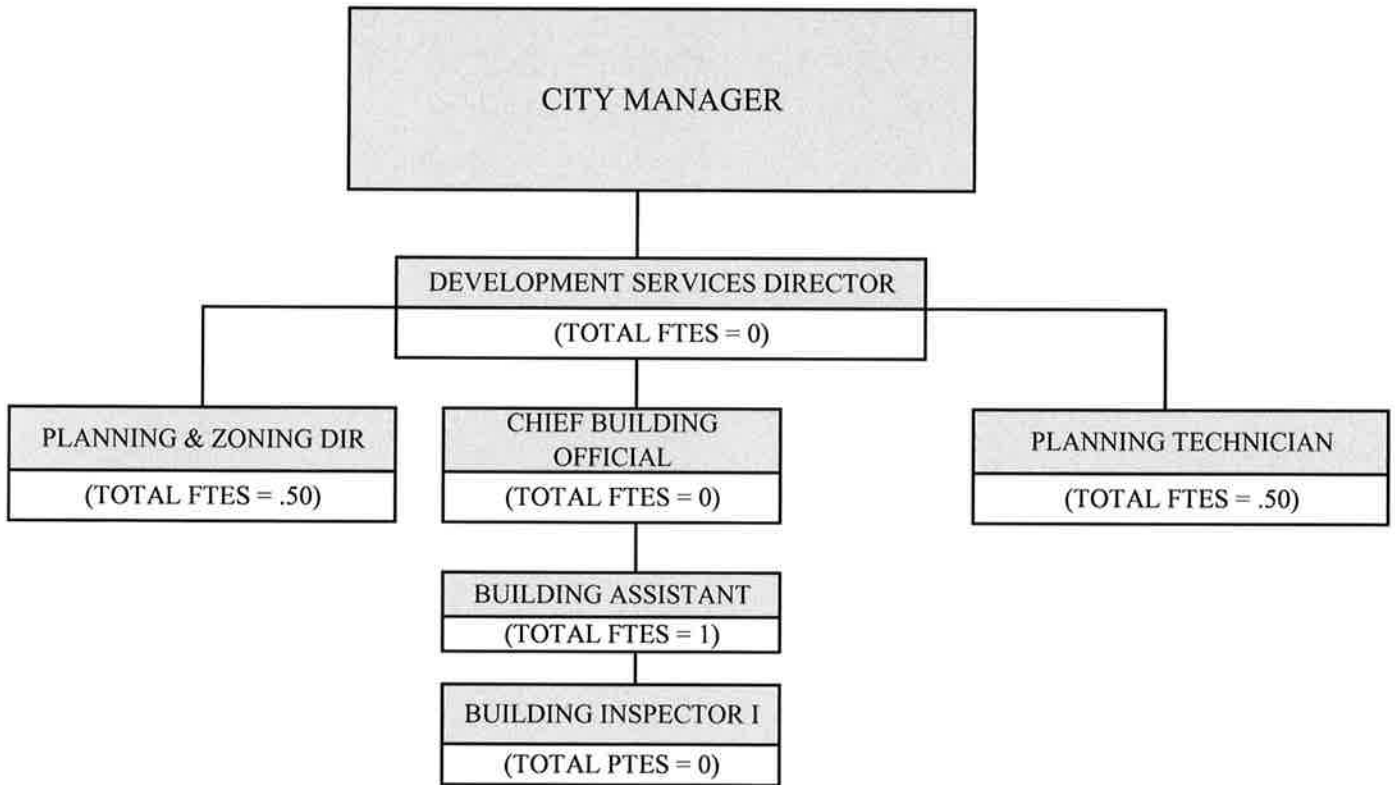 CITY MANAGER
DEVELOPMENT SERVICES DIRECTOR
(TOTAL FTES = 0)
PLANNING & ZONING DIR
(TOTAL FTES = .50)
CHIEF BUILDING
OFFICIAL
(TOTAL FTES = 0)
PLANNING TECHNICIAN
(TOTAL FTES = .50)
BUILDING ASSISTANT
(TOTAL FTES = 1)
BUILDING INSPECTOR I
(TOTAL PTES = 0)